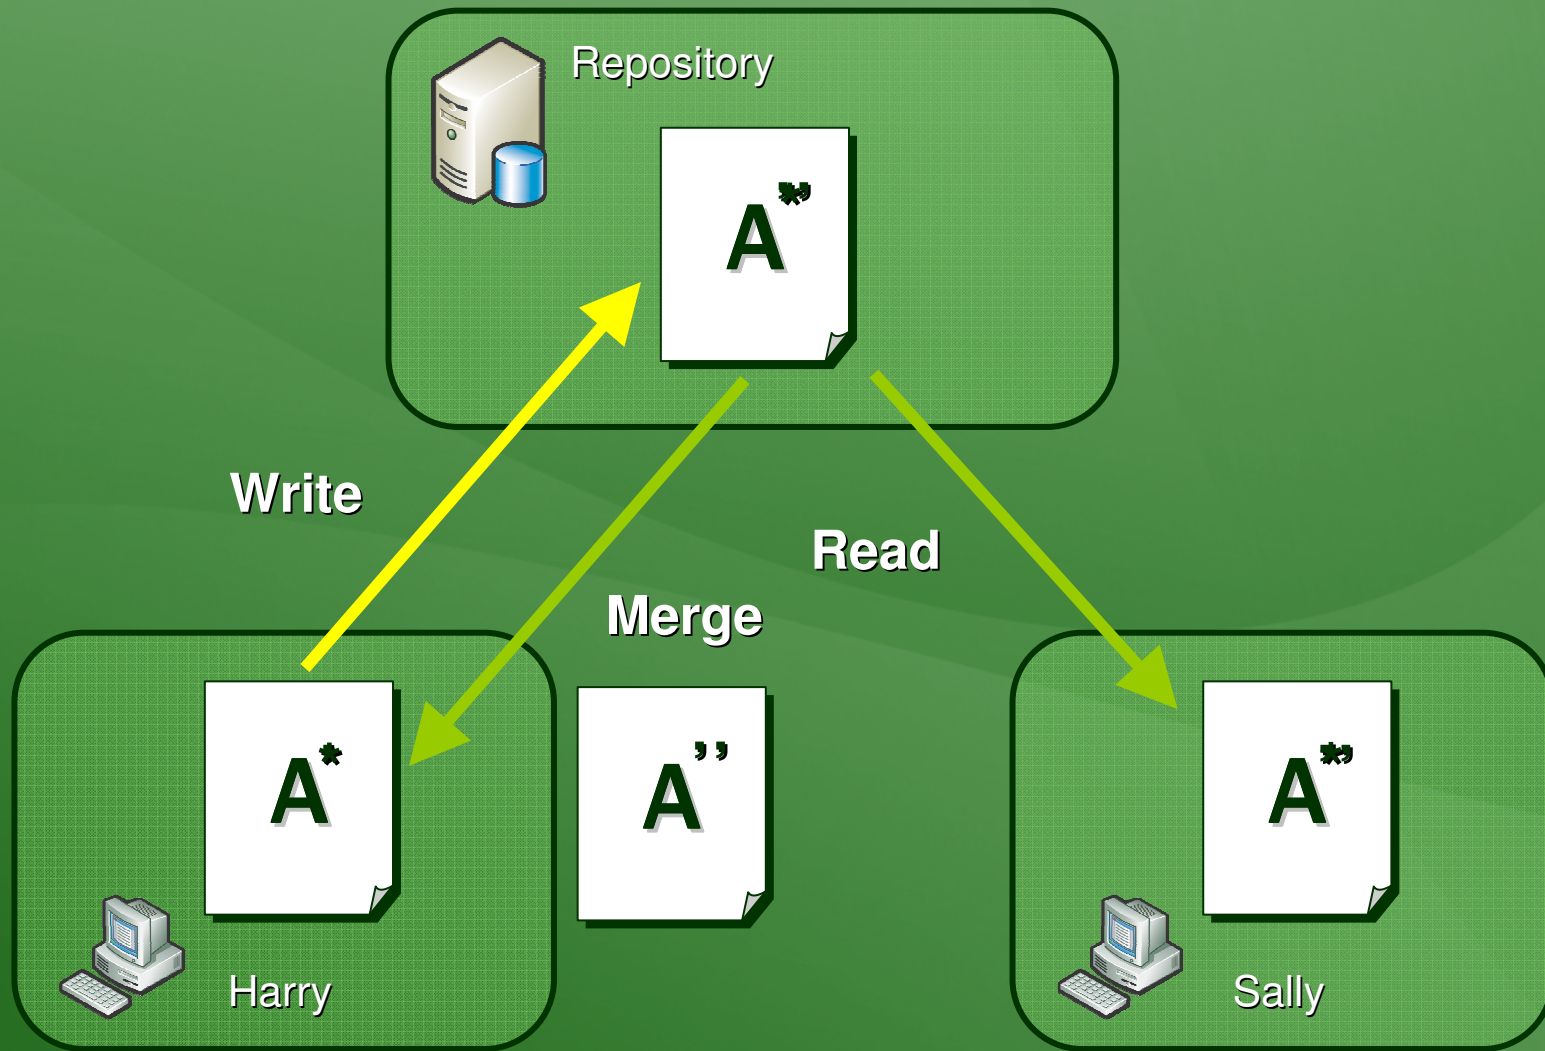 Repository
A
Write
Read
Merge
A*
A’’
A*’
Harry
Sally